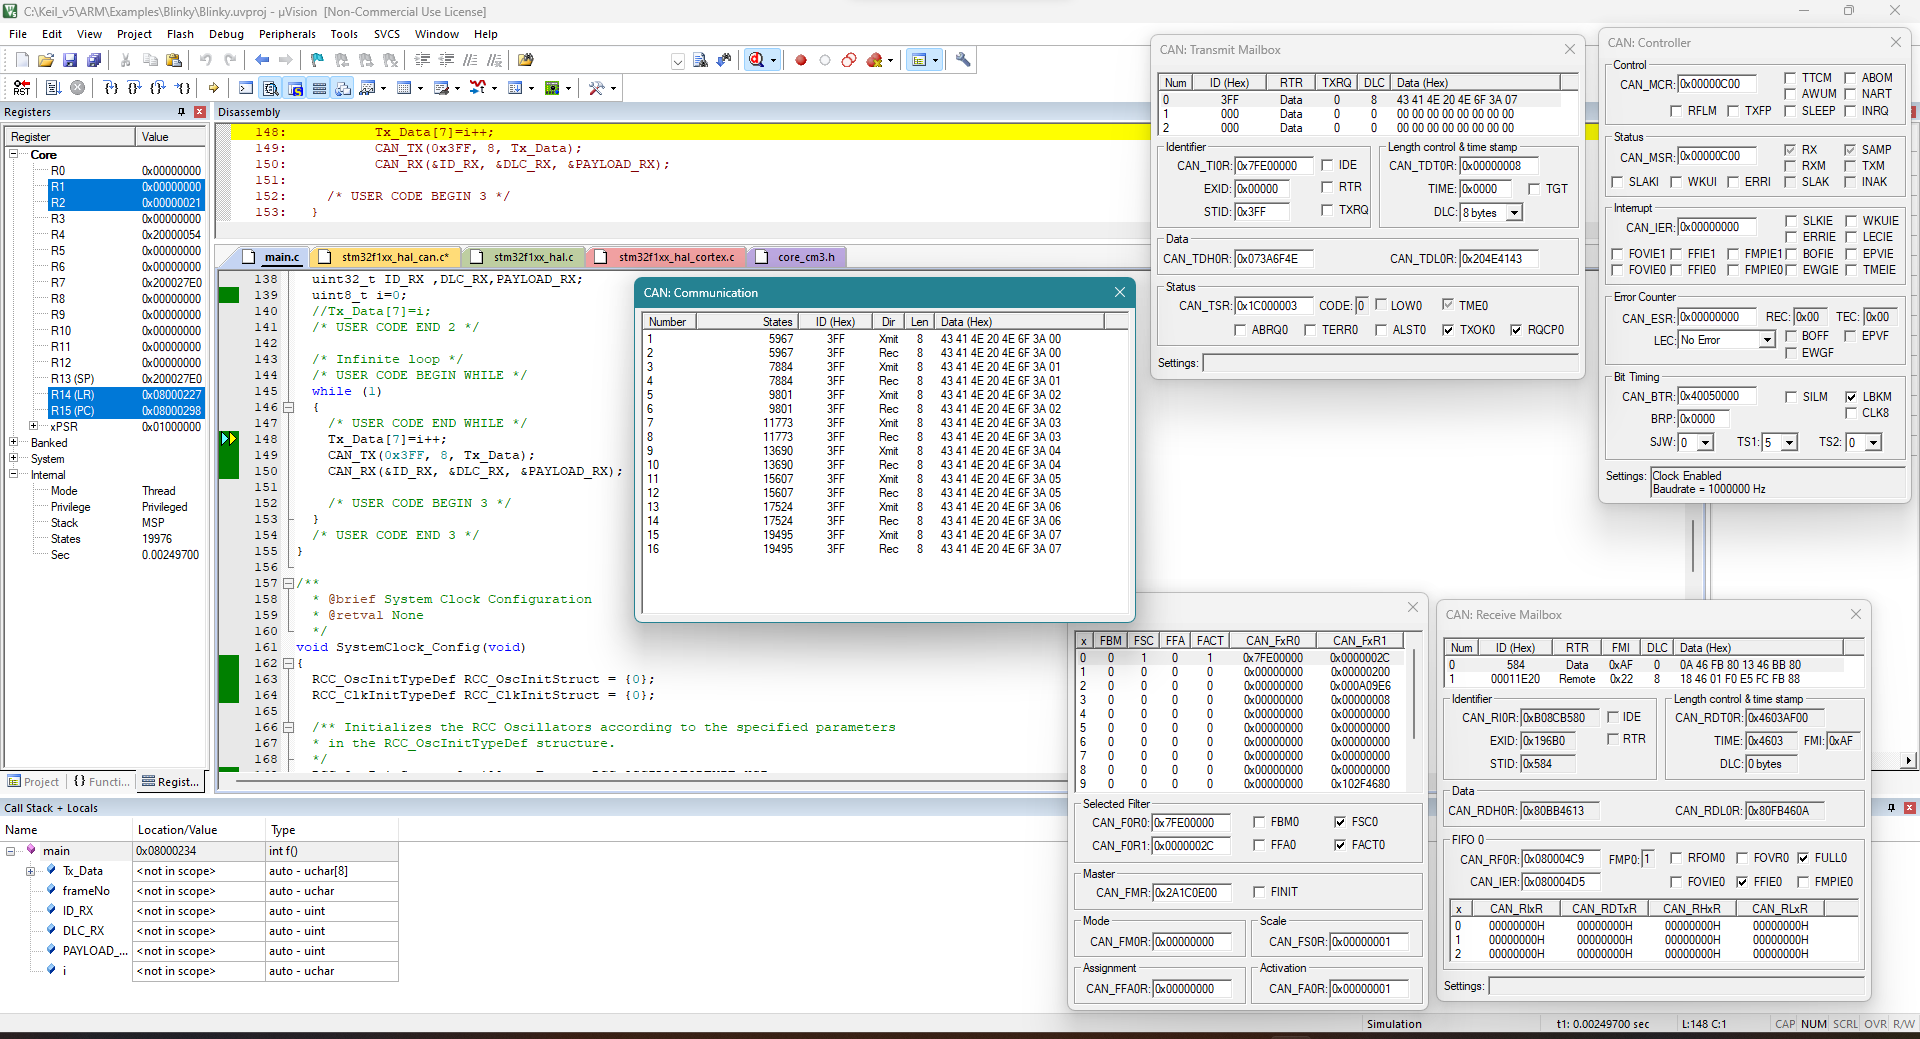 C:\Keil_v5\ARM\Examples\Blinky\Blinky.uvproj - µVision [Non-Commercial Use License]
File Edit View Project Flash Debug Peripherals Tools SVCS Window Help
Registers
Register Value
Core
R0 0x00000000
R1 0x00000000
R2 0x00000021
R3 0x00000000
R4 0x20000054
R5 0x00000000
R6 0x00000000
R7 0x200027E0
R8 0x00000000
R9 0x00000000
R10 0x00000000
R11 0x00000000
R12 0x00000000
R13 (SP) 0x200027E0
R14 (LR) 0x08000227
R15 (PC) 0x08000298
xPSR 0x01000000
Banked
System
Internal
Mode Thread
Privilege Privileged
Stack MSP
States 19976
Sec 0.00249700
Project Functi... Regist...
Disassembly
148: Tx_Data[7]=i++;
149: CAN_TX(0x3FF, 8, Tx_Data);
150: CAN_RX(&ID_RX, &DLC_RX, &PAYLOAD_RX);
151:
152: /* USER CODE BEGIN 3 */
153: }
main.c stm32f1xx_hal_can.c* stm32f1xx_hal.c stm32f1xx_hal_cortex.c core_cm3.h
138 uint32_t ID_RX ,DLC_RX,PAYLOAD_RX;
139 uint8_t i=0;
140 //Tx_Data[7]=i;
141 /* USER CODE END 2 */
142
143 /* Infinite loop */
144 /* USER CODE BEGIN WHILE */
145 while (1)
146 {
147 /* USER CODE END WHILE */
148 Tx_Data[7]=i++;
149 CAN_TX(0x3FF, 8, Tx_Data);
150 CAN_RX(&ID_RX, &DLC_RX, &PAYLOAD_RX);
151
152 /* USER CODE BEGIN 3 */
153 }
154 /* USER CODE END 3 */
155 }
156
157 /**
158 * @brief System Clock Configuration
159 * @retval None
160 */
161 void SystemClock_Config(void)
162 {
163 RCC_OscInitTypeDef RCC_OscInitStruct = {0};
164 RCC_ClkInitTypeDef RCC_ClkInitStruct = {0};
165
166 /** Initializes the RCC Oscillators according to the specified parameters
167 * in the RCC_OscInitTypeDef structure.
168 */
CAN: Communication
Number States ID (Hex) Dir Len Data (Hex)
1 5967 3FF Xmit 8 43 41 4E 20 4E 6F 3A 00
2 5967 3FF Rec 8 43 41 4E 20 4E 6F 3A 00
3 7884 3FF Xmit 8 43 41 4E 20 4E 6F 3A 01
4 7884 3FF Rec 8 43 41 4E 20 4E 6F 3A 01
5 9801 3FF Xmit 8 43 41 4E 20 4E 6F 3A 02
6 9801 3FF Rec 8 43 41 4E 20 4E 6F 3A 02
7 11773 3FF Xmit 8 43 41 4E 20 4E 6F 3A 03
8 11773 3FF Rec 8 43 41 4E 20 4E 6F 3A 03
9 13690 3FF Xmit 8 43 41 4E 20 4E 6F 3A 04
10 13690 3FF Rec 8 43 41 4E 20 4E 6F 3A 04
11 15607 3FF Xmit 8 43 41 4E 20 4E 6F 3A 05
12 15607 3FF Rec 8 43 41 4E 20 4E 6F 3A 05
13 17524 3FF Xmit 8 43 41 4E 20 4E 6F 3A 06
14 17524 3FF Rec 8 43 41 4E 20 4E 6F 3A 06
15 19495 3FF Xmit 8 43 41 4E 20 4E 6F 3A 07
16 19495 3FF Rec 8 43 41 4E 20 4E 6F 3A 07
CAN: Transmit Mailbox
Num ID (Hex) RTR TXRQ DLC Data (Hex)
0 3FF Data 0 8 43 41 4E 20 4E 6F 3A 07
1 000 Data 0 0 00 00 00 00 00 00 00 00
2 000 Data 0 0 00 00 00 00 00 00 00 00
Identifier Length control & time stamp
CAN_TI0R: 0x7FE00000 IDE CAN_TDT0R: 0x00000008
EXID: 0x00000 RTR TIME: 0x0000 TGT
STID: 0x3FF TXRQ DLC: 8 bytes
Data
CAN_TDH0R: 0x073A6F4E CAN_TDL0R: 0x204E4143
Status
CAN_TSR: 0x1C000003 CODE: 0 LOW0 TME0
ABRQ0 TERR0 ALST0 TXOK0 RQCP0
Settings:
CAN: Controller
Control
CAN_MCR: 0x00000C00 TTCM ABOM
AWUM NART
RFLM TXFP SLEEP INRQ
Status
CAN_MSR: 0x00000C00 RX SAMP
RXM TXM
SLAKI WKUI ERRI SLAK INAK
Interrupt
CAN_IER: 0x00000000 SLKIE WKUIE
ERRIE LECIE
FOVIE1 FFIE1 FMPIE1 BOFIE EPVIE
FOVIE0 FFIE0 FMPIE0 EWGIE TMEIE
Error Counter
CAN_ESR: 0x00000000 REC: 0x00 TEC: 0x00
LEC: No Error BOFF EPVF
EWGF
Bit Timing
CAN_BTR: 0x40050000 SILM LBKM
BRP: 0x0000 CLK8
SJW: 0 TS1: 5 TS2: 0
Settings: Clock Enabled
Baudrate = 1000000 Hz
x FBM FSC FFA FACT CAN_FxR0 CAN_FxR1
0 0 1 0 1 0x7FE00000 0x0000002C
1 0 0 0 0 0x00000000 0x00000200
2 0 0 0 0 0x00000000 0x000A09E6
3 0 0 0 0 0x00000000 0x00000008
4 0 0 0 0 0x00000000 0x00000000
5 0 0 0 0 0x00000000 0x00000000
6 0 0 0 0 0x00000000 0x00000000
7 0 0 0 0 0x00000000 0x00000000
8 0 0 0 0 0x00000000 0x00000000
9 0 0 0 0 0x00000000 0x102F4680
Selected Filter
CAN_F0R0: 0x7FE00000 FBM0 FSC0
CAN_F0R1: 0x0000002C FFA0 FACT0
Master
CAN_FMR: 0x2A1C0E00 FINIT
Mode Scale
CAN_FM0R: 0x00000000 CAN_FS0R: 0x00000001
Assignment Activation
CAN_FFA0R: 0x00000000 CAN_FA0R: 0x00000001
CAN: Receive Mailbox
Num ID (Hex) RTR FMI DLC Data (Hex)
0 584 Data 0xAF 0 0A 46 FB 80 13 46 BB 80
1 00011E20 Remote 0x22 8 18 46 01 F0 E5 FC FB 88
Identifier Length control & time stamp
CAN_RI0R: 0xB08CB580 IDE CAN_RDT0R: 0x4603AF00
EXID: 0x196B0 RTR TIME: 0x4603 FMI: 0xAF
STID: 0x584 DLC: 0 bytes
Data
CAN_RDH0R: 0x80BB4613 CAN_RDL0R: 0x80FB460A
FIFO 0
CAN_RF0R: 0x080004C9 FMP0: 1 RFOM0 FOVR0 FULL0
CAN_IER: 0x080004D5 FOVIE0 FFIE0 FMPIE0
x CAN_RIxR CAN_RDTxR CAN_RHxR CAN_RLxR
0 00000000H 00000000H 00000000H 00000000H
1 00000000H 00000000H 00000000H 00000000H
2 00000000H 00000000H 00000000H 00000000H
Settings:
Call Stack + Locals
Name Location/Value Type
main 0x08000234 int f()
Tx_Data <not in scope> auto - uchar[8]
frameNo <not in scope> auto - uchar
ID_RX <not in scope> auto - uint
DLC_RX <not in scope> auto - uint
PAYLOAD_... <not in scope> auto - uint
i <not in scope> auto - uchar
Simulation t1: 0.00249700 sec L:148 C:1 CAP NUM SCRL OVR R/W